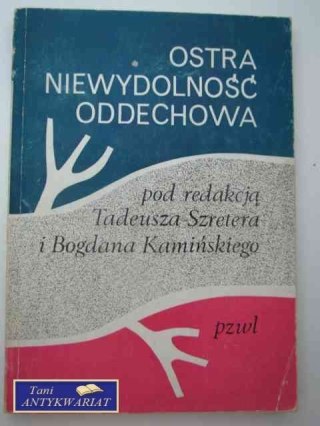 OSTRA
NIEWYDOLNOŚĆ
ODDECHOWA
pod redakcją
Tadeusza Szretera
i Bogdana Kamińskiego
pzwl
Tani
ANTYKWARIAT